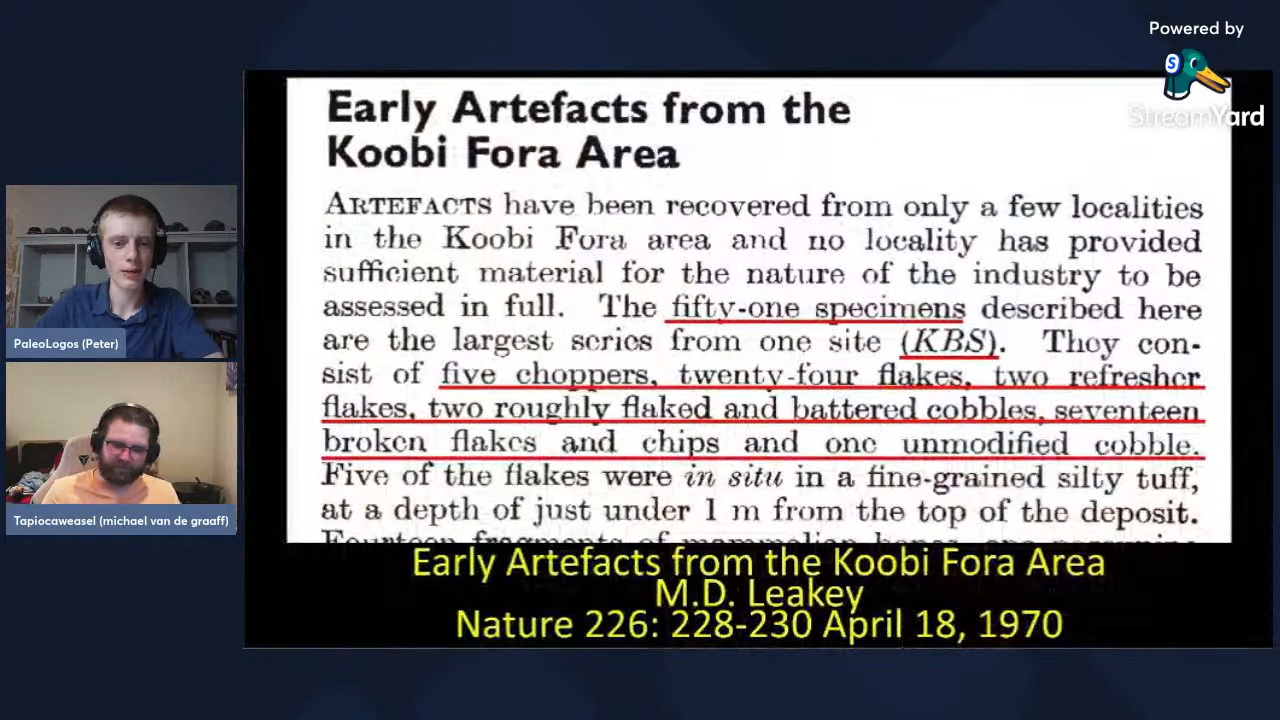 Powered by
S
StreamYard
Early Artefacts from the
Koobi Fora Area
ARTEFACTS have been recovered from only a few localities
in the Koobi Fora area and no locality has provided
sufficient material for the nature of the industry to be
assessed in full. The fifty-one specimens described here
are the largest series from one site (KBS). They con-
sist of five choppers, twenty-four flakes, two refresher
flakes, two roughly flaked and battered cobbles, seventeen
broken flakes and chips and one unmodified cobble.
Five of the flakes were in situ in a fine-grained silty tuff,
at a depth of just under 1 m from the top of the deposit.
Fourteen fragments of mammalian bones, one
Early Artefacts from the Koobi Fora Area
M.D. Leakey
Nature 226: 228-230 April 18, 1970
PaleoLogos (Peter)
Tapiocaweasel (michael van de graaff)